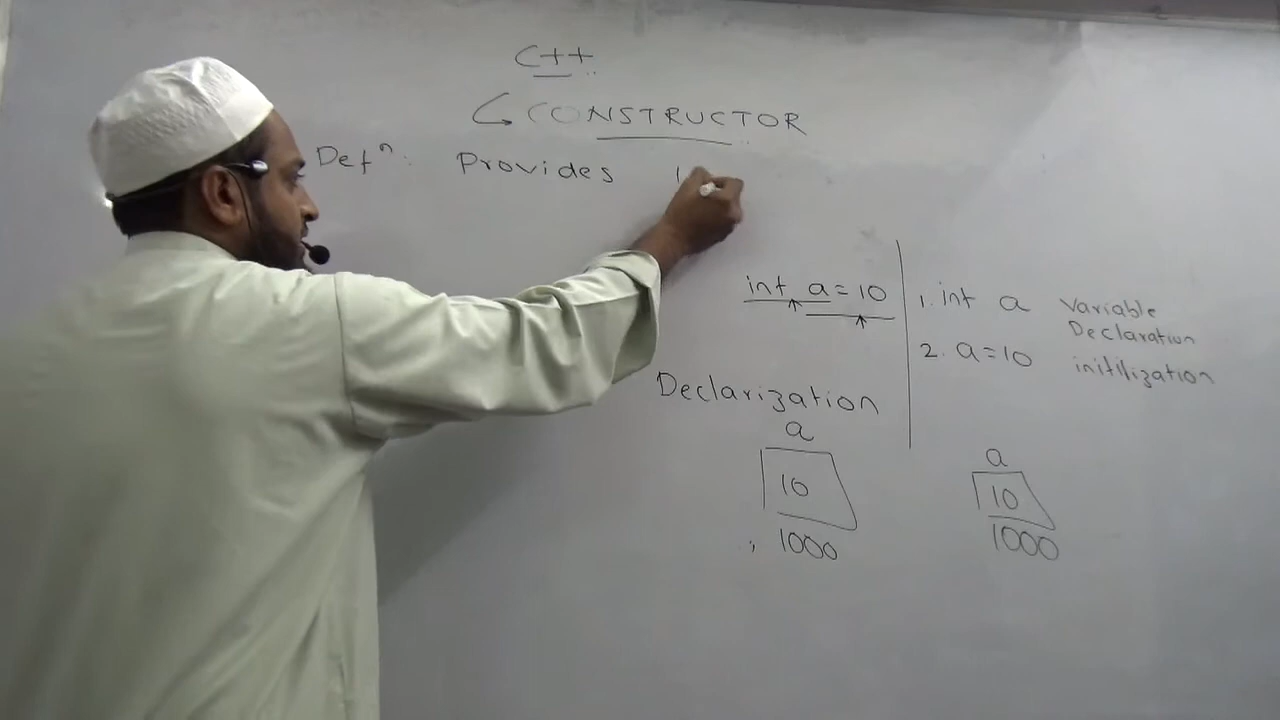 C++
CONSTRUCTOR
Defⁿ: Provides
int a=10
1. int a Variable Declaration
2. a=10 initilization
Declarization
a
10
1000
a
10
1000